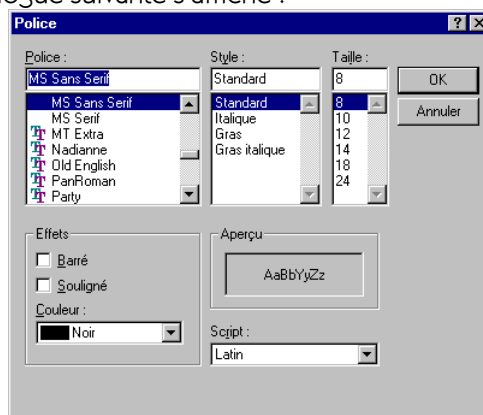 logue suivante s'affiche :
Police
Police :
Style :
Taille :
MS Sans Serif
Standard
8
OK
MS Sans Serif
Standard
8
Annuler
MS Serif
Italique
10
MT Extra
Gras
12
Nadianne
Gras italique
14
Old English
18
PanRoman
24
Party
Effets
Aperçu
Barré
AaBbYyZz
Souligné
Couleur :
Noir
Script :
Latin